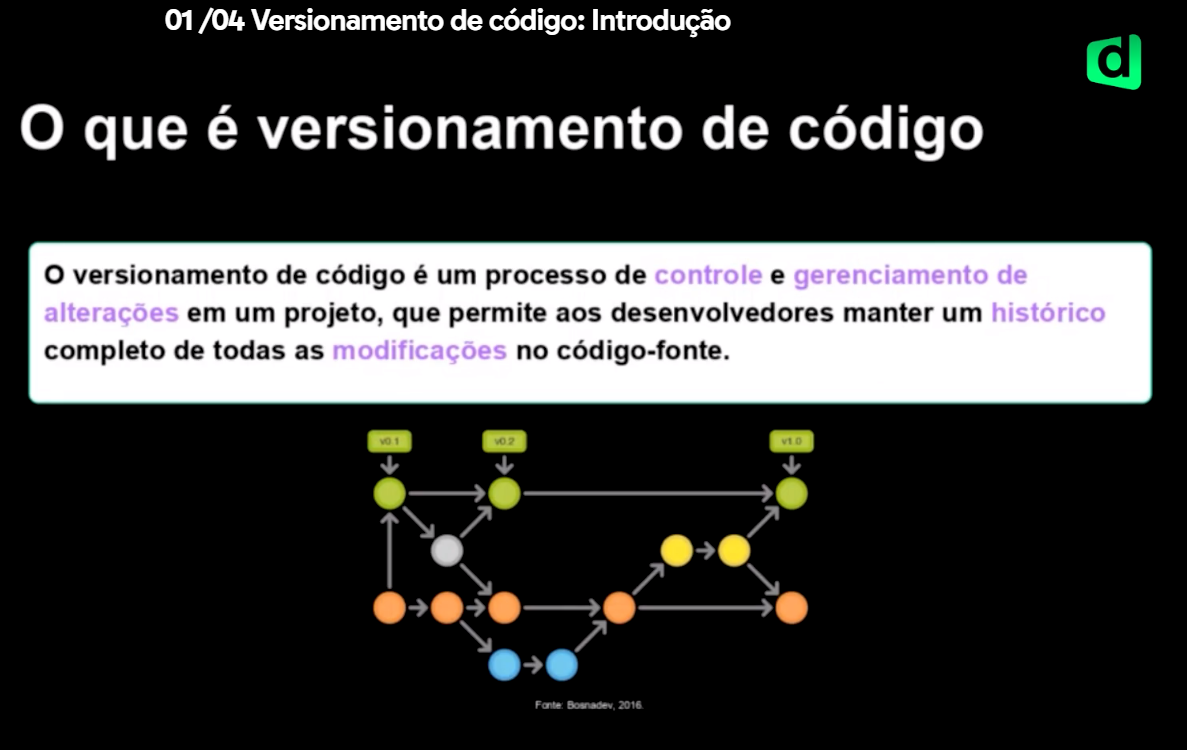 01 /04 Versionamento de código: Introdução
d
O que é versionamento de código
O versionamento de código é um processo de controle e gerenciamento de
alterações em um projeto, que permite aos desenvolvedores manter um histórico
completo de todas as modificações no código-fonte.
v0.1 v0.2 v1.0
Fonte: Bosnadev, 2016.